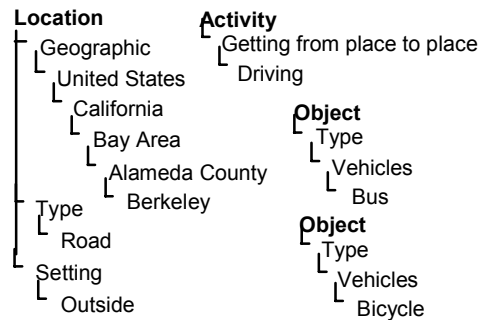 Location
Geographic
United States
California
Bay Area
Alameda County
Berkeley
Type
Road
Setting
Outside
Activity
Getting from place to place
Driving
Object
Type
Vehicles
Bus
Object
Type
Vehicles
Bicycle